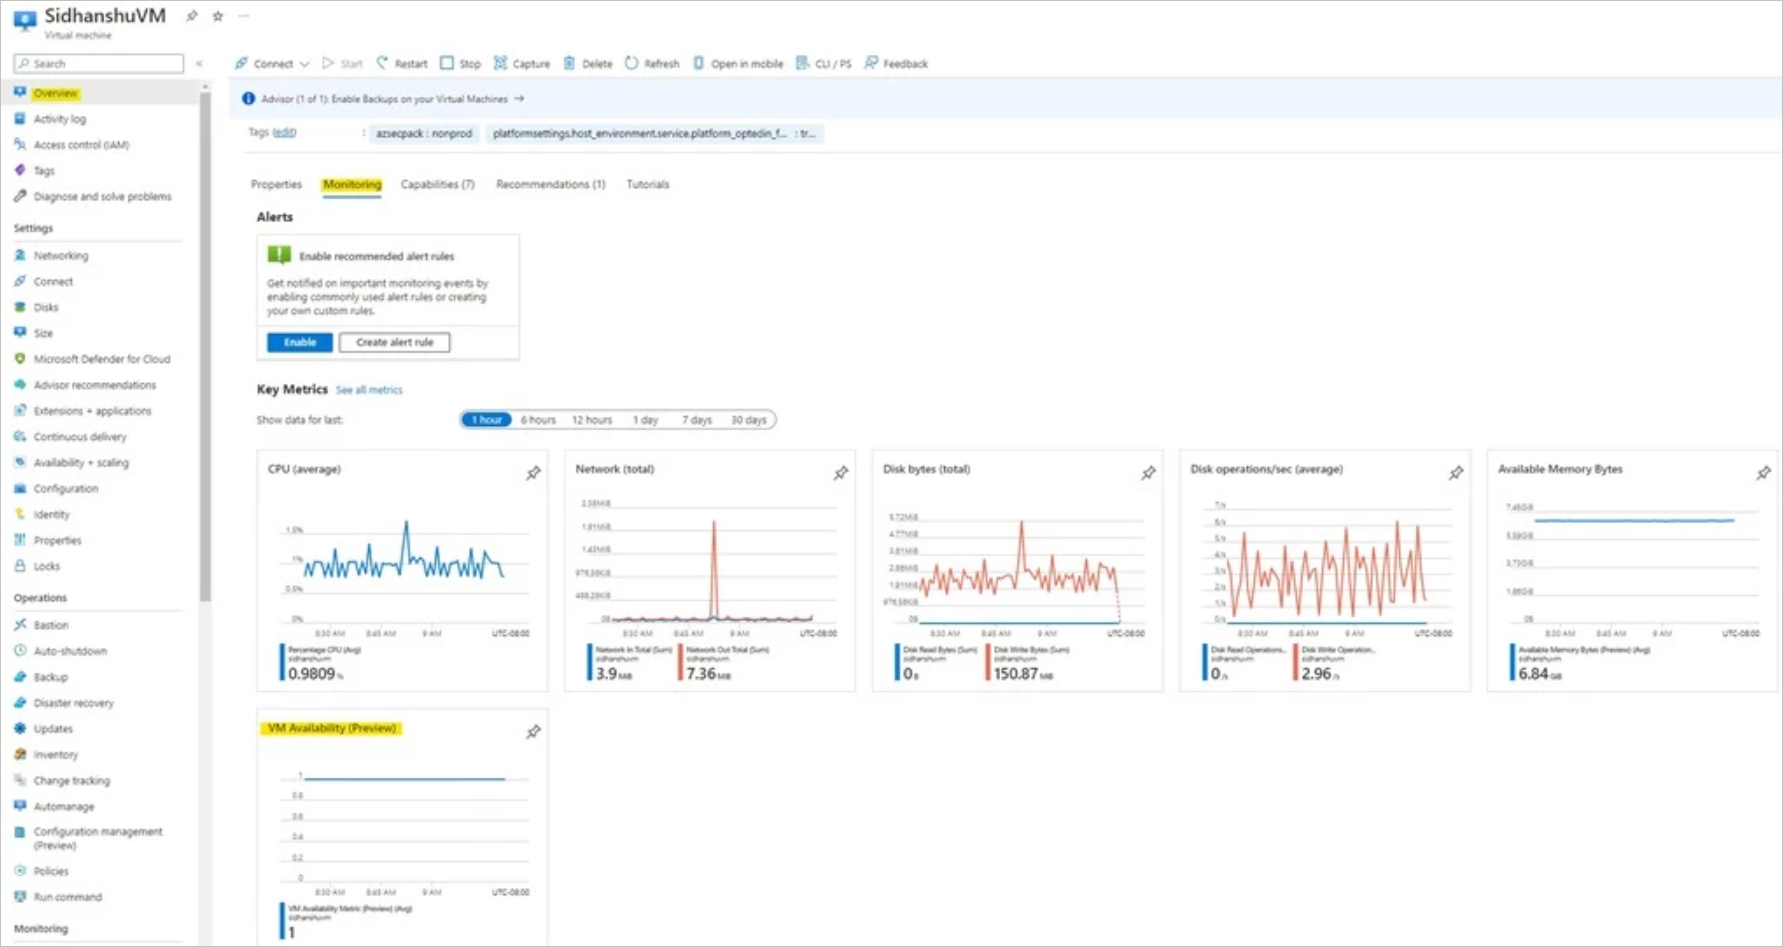 SidhanshuVM
Virtual machine
Search
Overview
Activity log
Access control (IAM)
Tags
Diagnose and solve problems
Settings
Networking
Connect
Disks
Size
Microsoft Defender for Cloud
Advisor recommendations
Extensions + applications
Continuous delivery
Availability + scaling
Configuration
Identity
Properties
Locks
Operations
Bastion
Auto-shutdown
Backup
Disaster recovery
Updates
Inventory
Change tracking
Automanage
Configuration management
(Preview)
Policies
Run command
Monitoring
Connect Start Restart Stop Capture Delete Refresh Open in mobile CLI / PS Feedback
Advisor (1 of 1): Enable Backups on your Virtual Machines →
Tags (edit) : azsecpack : nonprod platformsettings.host_environment.service.platform_optedin_f... : tr...
Properties Monitoring Capabilities (7) Recommendations (1) Tutorials
Alerts
Enable recommended alert rules
Get notified on important monitoring events by
enabling commonly used alert rules or creating
your own custom rules.
Enable Create alert rule
Key Metrics See all metrics
Show data for last: 1 hour 6 hours 12 hours 1 day 7 days 30 days
CPU (average)
1.5%
1%
0.5%
0%
8:30 AM 8:45 AM 9 AM UTC-08:00
Percentage CPU (Avg)
sidhanshuvm
0.9809 %
Network (total)
2.38MiB
1.91MiB
1.43MiB
976.56KiB
488.28KiB
0B
8:30 AM 8:45 AM 9 AM UTC-08:00
Network In Total (Sum) Network Out Total (Sum)
sidhanshuvm sidhanshuvm
3.9 MiB 7.36 MiB
Disk bytes (total)
5.72MiB
4.77MiB
3.81MiB
2.86MiB
1.91MiB
976.56KiB
0B
8:30 AM 8:45 AM 9 AM UTC-08:00
Disk Read Bytes (Sum) Disk Write Bytes (Sum)
sidhanshuvm sidhanshuvm
0 B 150.87 MiB
Disk operations/sec (average)
7/s
6/s
5/s
4/s
3/s
2/s
1/s
0/s
8:30 AM 8:45 AM 9 AM UTC-08:00
Disk Read Operations... Disk Write Operation...
sidhanshuvm sidhanshuvm
0 /s 2.96 /s
Available Memory Bytes
7.45GiB
5.59GiB
3.73GiB
1.86GiB
0B
8:30 AM 8:45 AM 9 AM UTC-08:00
Available Memory Bytes (Preview) (Avg)
sidhanshuvm
6.84 GiB
VM Availability (Preview)
1
0.8
0.6
0.4
0.2
0
8:30 AM 8:45 AM 9 AM UTC-08:00
VM Availability Metric (Preview) (Avg)
sidhanshuvm
1